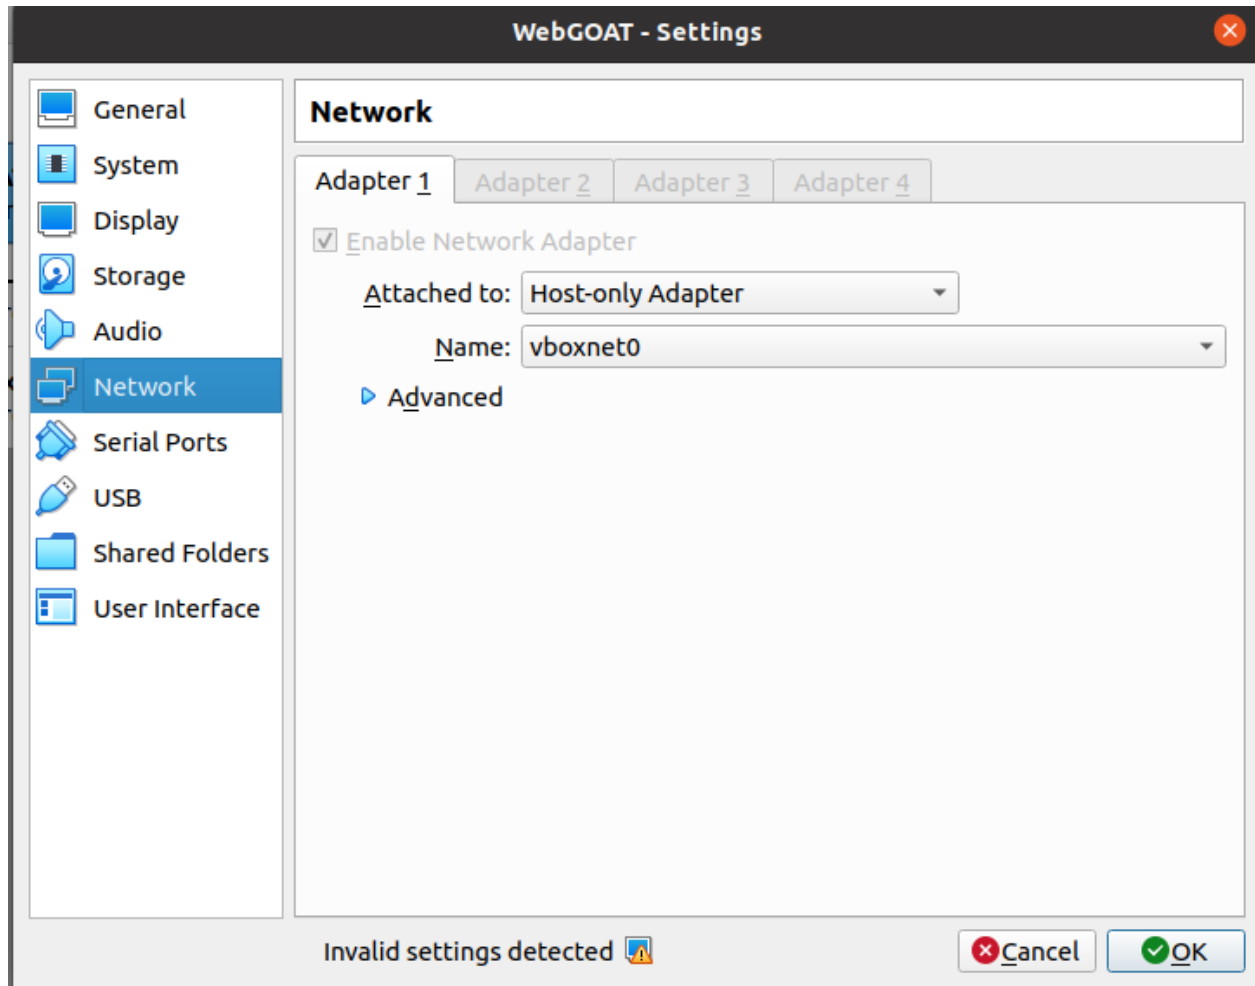 WebGOAT - Settings
General
System
Display
Storage
Audio
Network
Serial Ports
USB
Shared Folders
User Interface
Network
Adapter 1 Adapter 2 Adapter 3 Adapter 4
Enable Network Adapter
Attached to: Host-only Adapter
Name: vboxnet0
Advanced
Invalid settings detected
Cancel OK